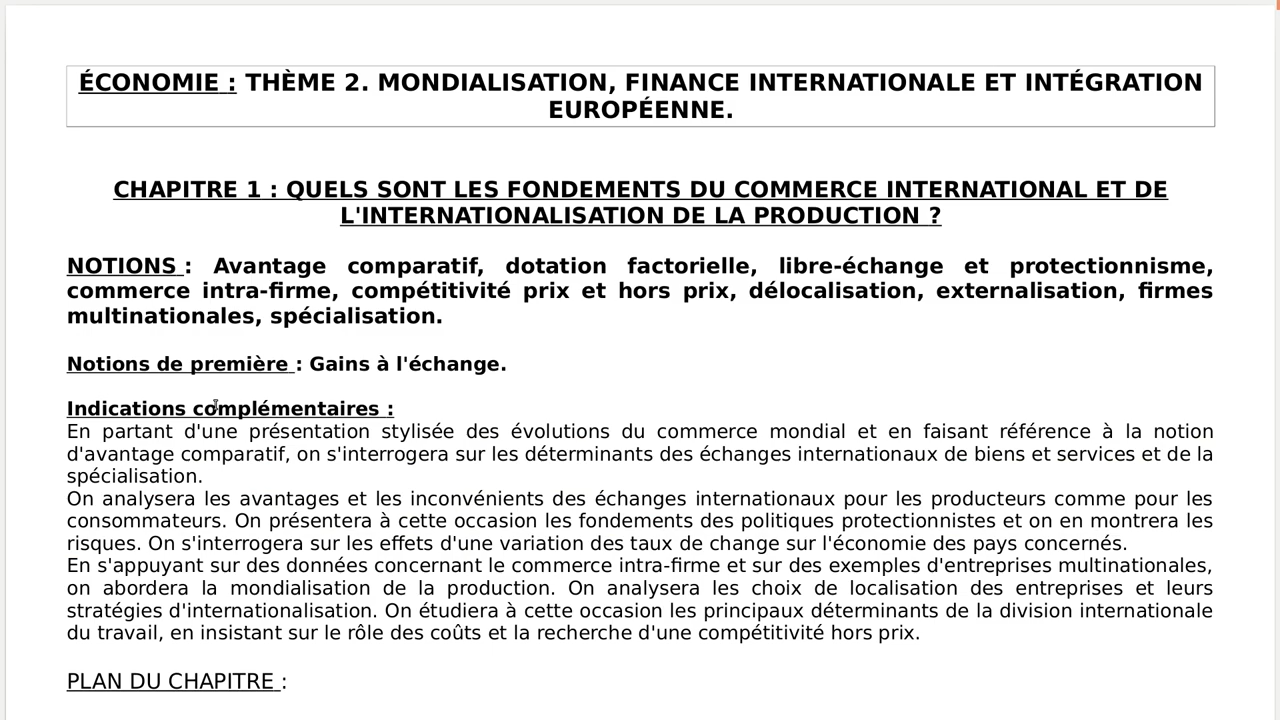 ÉCONOMIE : THÈME 2. MONDIALISATION, FINANCE INTERNATIONALE ET INTÉGRATION
EUROPÉENNE.
CHAPITRE 1 : QUELS SONT LES FONDEMENTS DU COMMERCE INTERNATIONAL ET DE
L'INTERNATIONALISATION DE LA PRODUCTION ?
NOTIONS : Avantage comparatif, dotation factorielle, libre-échange et protectionnisme,
commerce intra-firme, compétitivité prix et hors prix, délocalisation, externalisation, firmes
multinationales, spécialisation.
Notions de première : Gains à l'échange.
Indications complémentaires :
En partant d'une présentation stylisée des évolutions du commerce mondial et en faisant référence à la notion
d'avantage comparatif, on s'interrogera sur les déterminants des échanges internationaux de biens et services et de la
spécialisation.
On analysera les avantages et les inconvénients des échanges internationaux pour les producteurs comme pour les
consommateurs. On présentera à cette occasion les fondements des politiques protectionnistes et on en montrera les
risques. On s'interrogera sur les effets d'une variation des taux de change sur l'économie des pays concernés.
En s'appuyant sur des données concernant le commerce intra-firme et sur des exemples d'entreprises multinationales,
on abordera la mondialisation de la production. On analysera les choix de localisation des entreprises et leurs
stratégies d'internationalisation. On étudiera à cette occasion les principaux déterminants de la division internationale
du travail, en insistant sur le rôle des coûts et la recherche d'une compétitivité hors prix.
PLAN DU CHAPITRE :